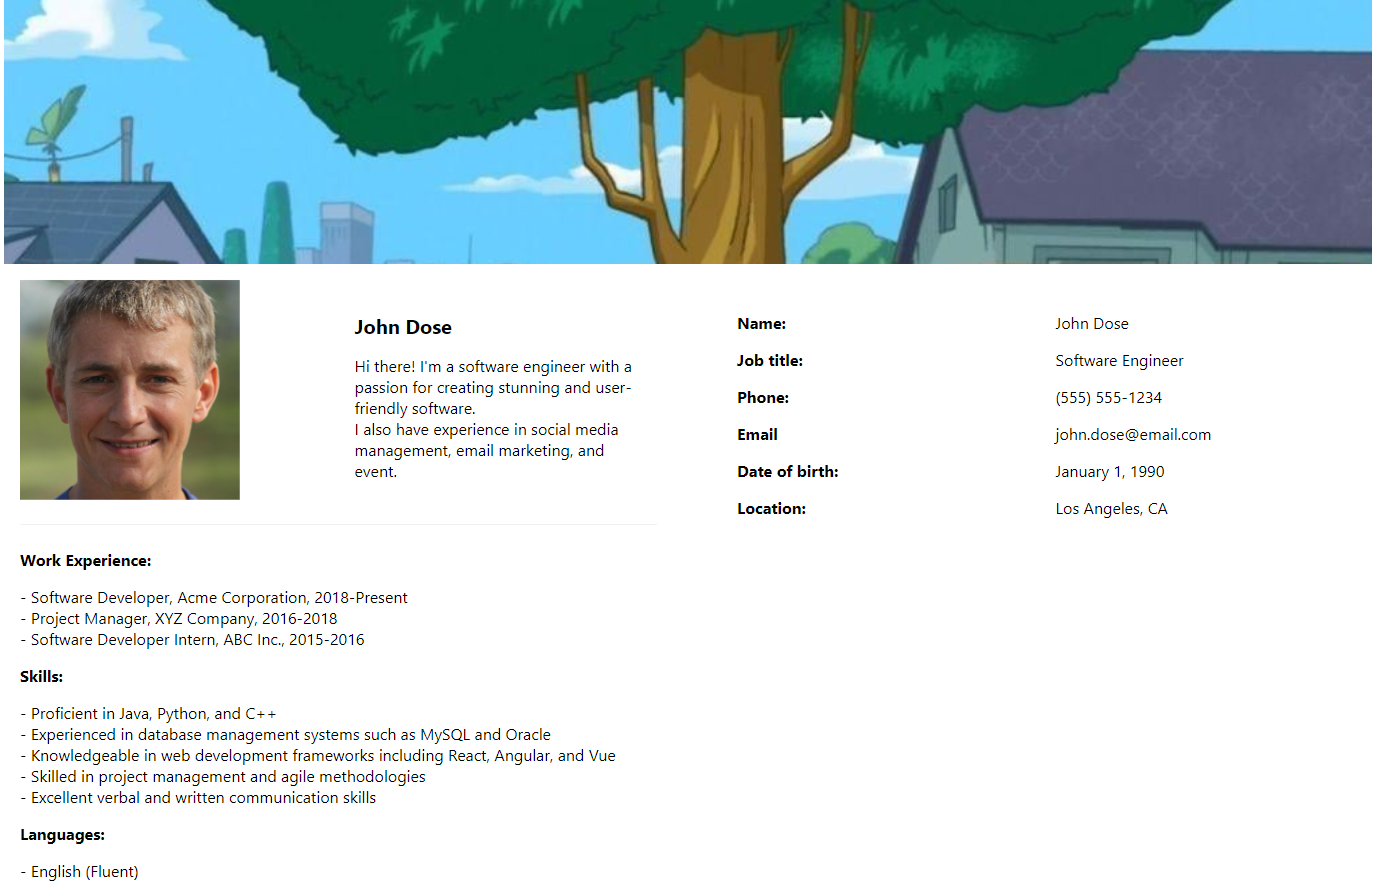 John Dose
Hi there! I'm a software engineer with a
passion for creating stunning and user-
friendly software.
I also have experience in social media
management, email marketing, and
event.
Name: John Dose
Job title: Software Engineer
Phone: (555) 555-1234
Email john.dose@email.com
Date of birth: January 1, 1990
Location: Los Angeles, CA
Work Experience:
- Software Developer, Acme Corporation, 2018-Present
- Project Manager, XYZ Company, 2016-2018
- Software Developer Intern, ABC Inc., 2015-2016
Skills:
- Proficient in Java, Python, and C++
- Experienced in database management systems such as MySQL and Oracle
- Knowledgeable in web development frameworks including React, Angular, and Vue
- Skilled in project management and agile methodologies
- Excellent verbal and written communication skills
Languages:
- English (Fluent)